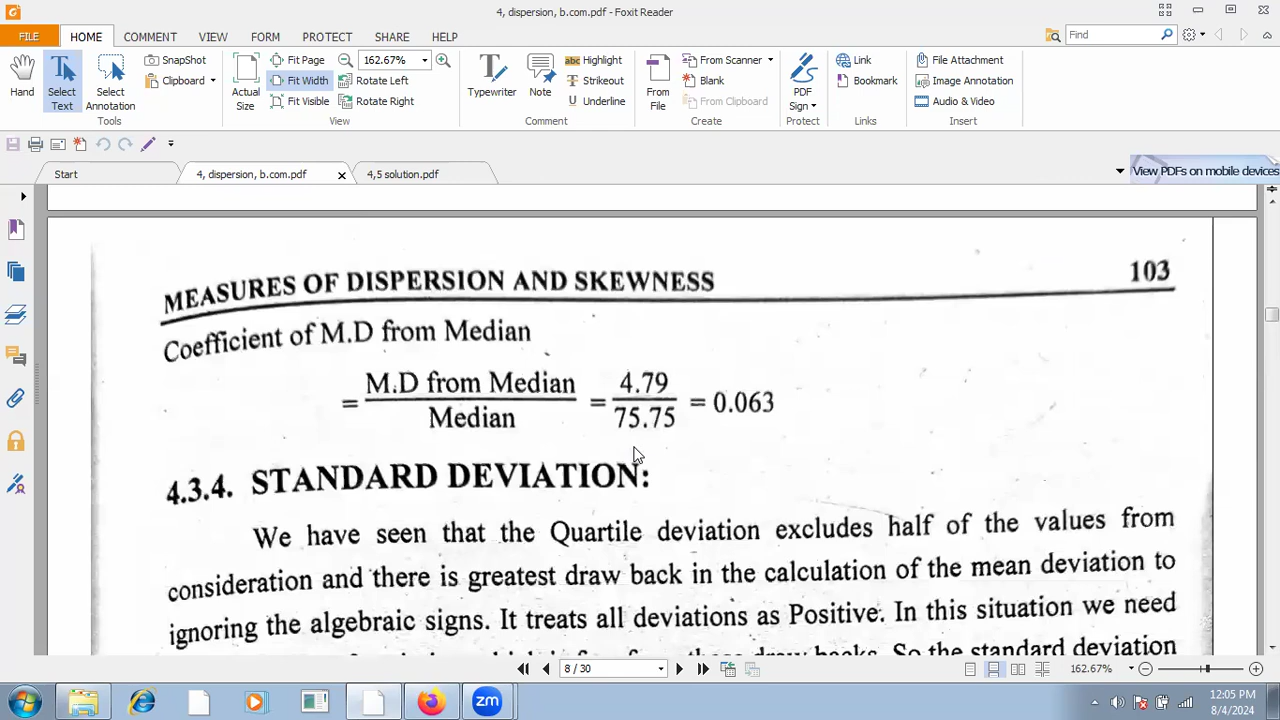 4, dispersion, b.com.pdf - Foxit Reader
FILE HOME COMMENT VIEW FORM PROTECT SHARE HELP Find
Hand Select Text SnapShot Clipboard Select Annotation
Tools
Actual Size Fit Page Fit Width Fit Visible 162.67% Rotate Left Rotate Right
View
Typewriter Note Highlight Strikeout Underline
Comment
From File From Scanner Blank From Clipboard
Create
PDF Sign
Protect
Link Bookmark
Links
File Attachment Image Annotation Audio & Video
Insert
Start 4, dispersion, b.com.pdf 4,5 solution.pdf View PDFs on mobile devices
MEASURES OF DISPERSION AND SKEWNESS 103
Coefficient of M.D from Median
= M.D from Median / Median = 4.79 / 75.75 = 0.063
4.3.4. STANDARD DEVIATION:
We have seen that the Quartile deviation excludes half of the values from
consideration and there is greatest draw back in the calculation of the mean deviation to
ignoring the algebraic signs. It treats all deviations as Positive. In this situation we need
draw backs. So the standard deviation
8 / 30 162.67%
zm
12:05 PM
8/4/2024